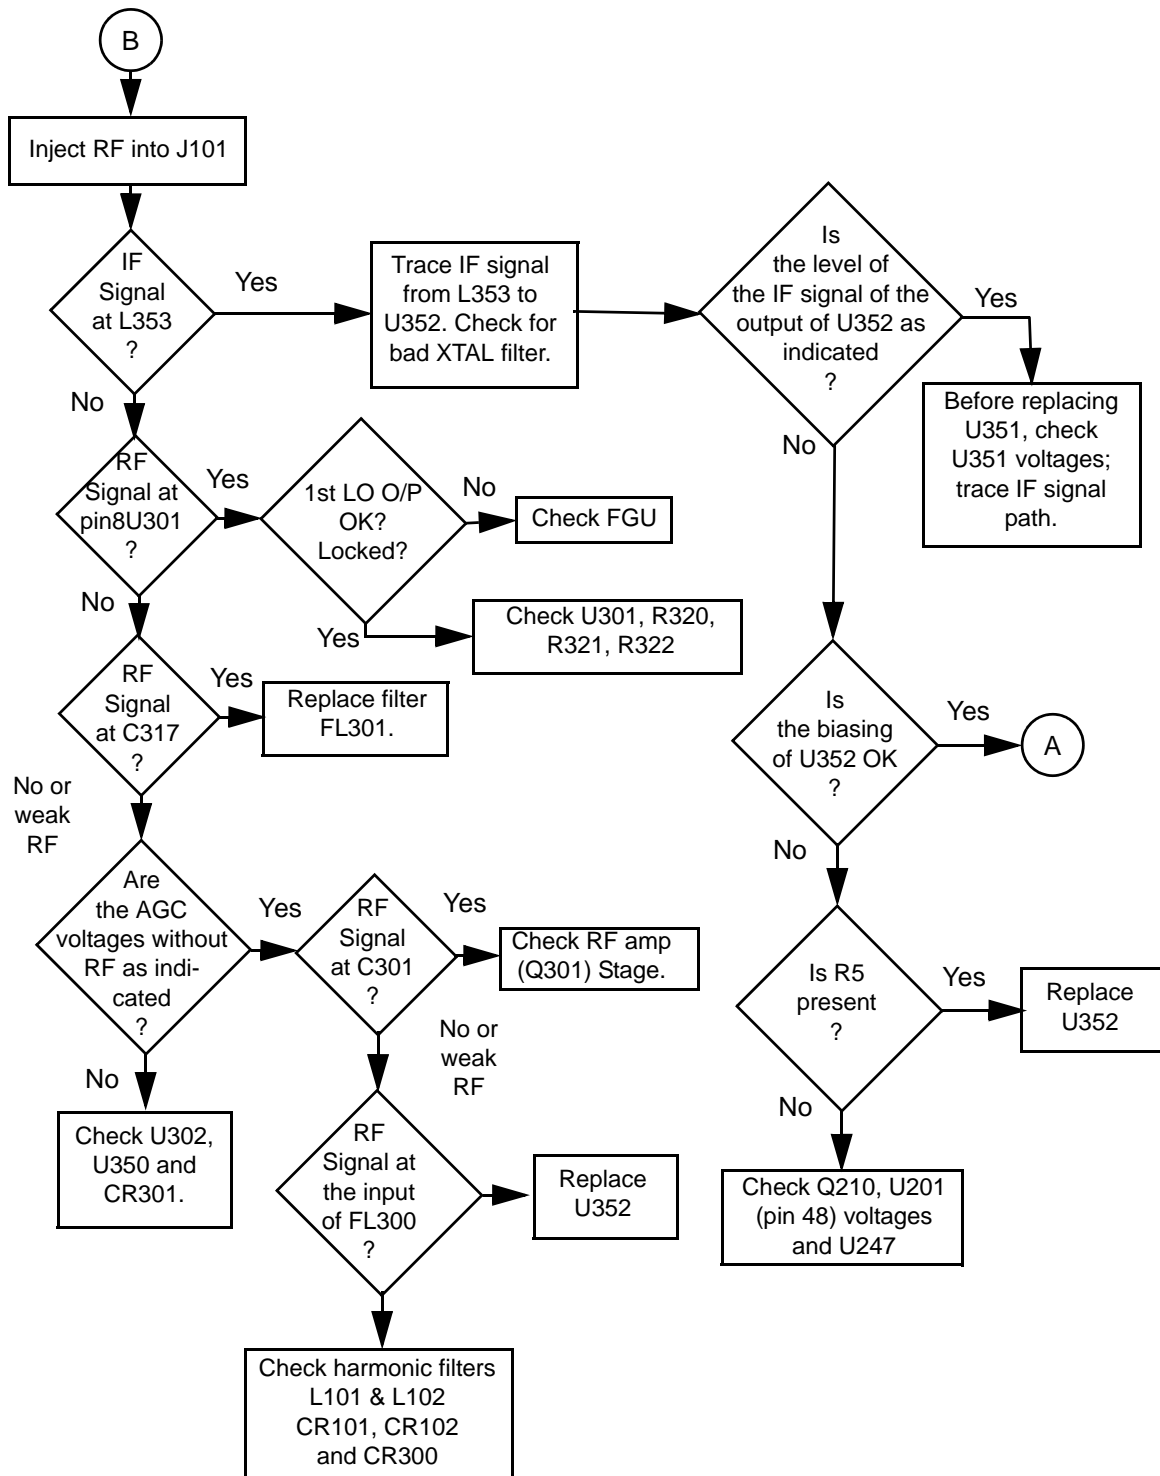 B
Inject RF into J101
IF
Signal
at L353
?
Yes
No
Trace IF signal
from L353 to
U352. Check for
bad XTAL filter.
Is
the level of
the IF signal of the
output of U352 as
indicated
?
Yes
No
Before replacing
U351, check
U351 voltages;
trace IF signal
path.
RF
Signal at
pin8U301
?
Yes
No
1st LO O/P
OK?
Locked?
No
Yes
Check FGU
Check U301, R320,
R321, R322
RF
Signal
at C317
?
Yes
No or
weak
RF
Replace filter
FL301.
Is
the biasing
of U352 OK
?
Yes
No
A
Are
the AGC
voltages without
RF as indi-
cated
?
Yes
No
RF
Signal
at C301
?
Yes
No or
weak
RF
Check RF amp
(Q301) Stage.
Is R5
present
?
Yes
No
Replace
U352
Check U302,
U350 and
CR301.
RF
Signal at
the input
of FL300
?
Replace
U352
Check Q210, U201
(pin 48) voltages
and U247
Check harmonic filters
L101 & L102
CR101, CR102
and CR300